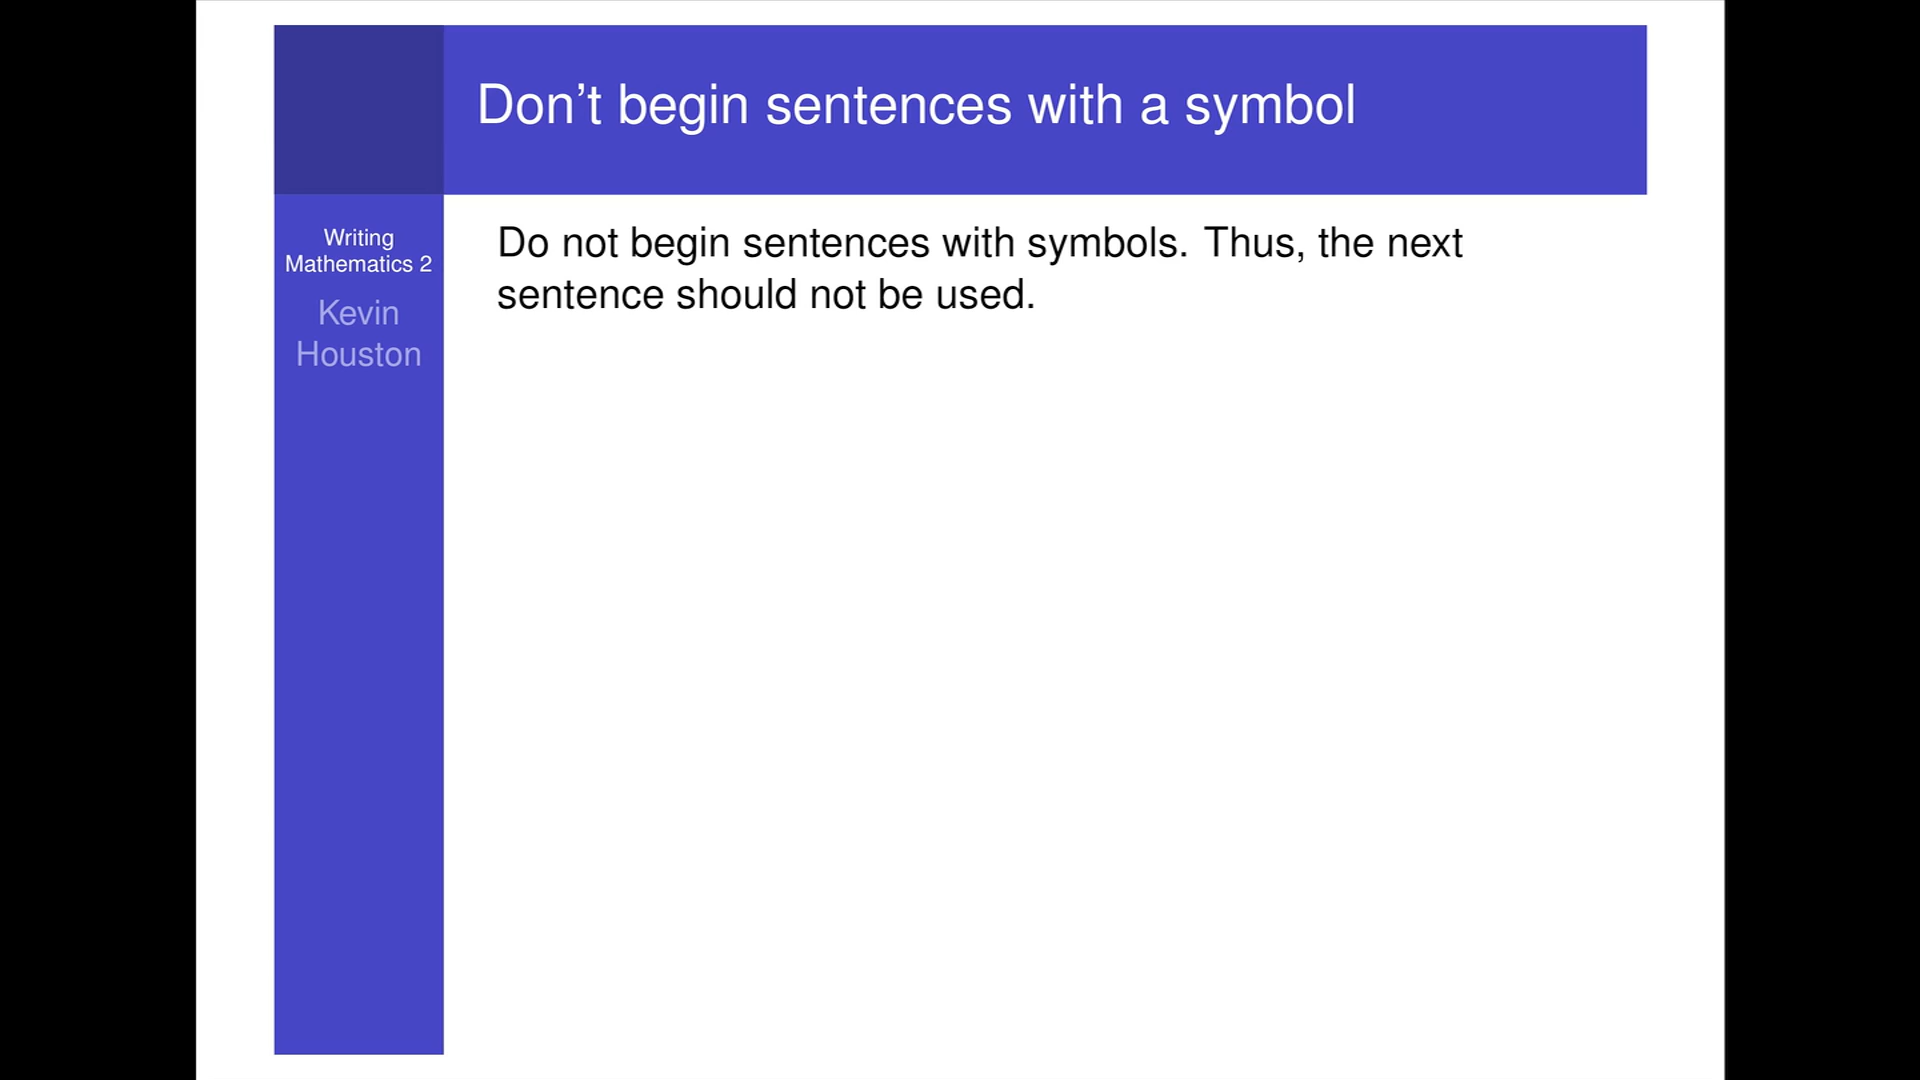 Don't begin sentences with a symbol
Writing
Mathematics 2
Kevin
Houston
Do not begin sentences with symbols. Thus, the next
sentence should not be used.